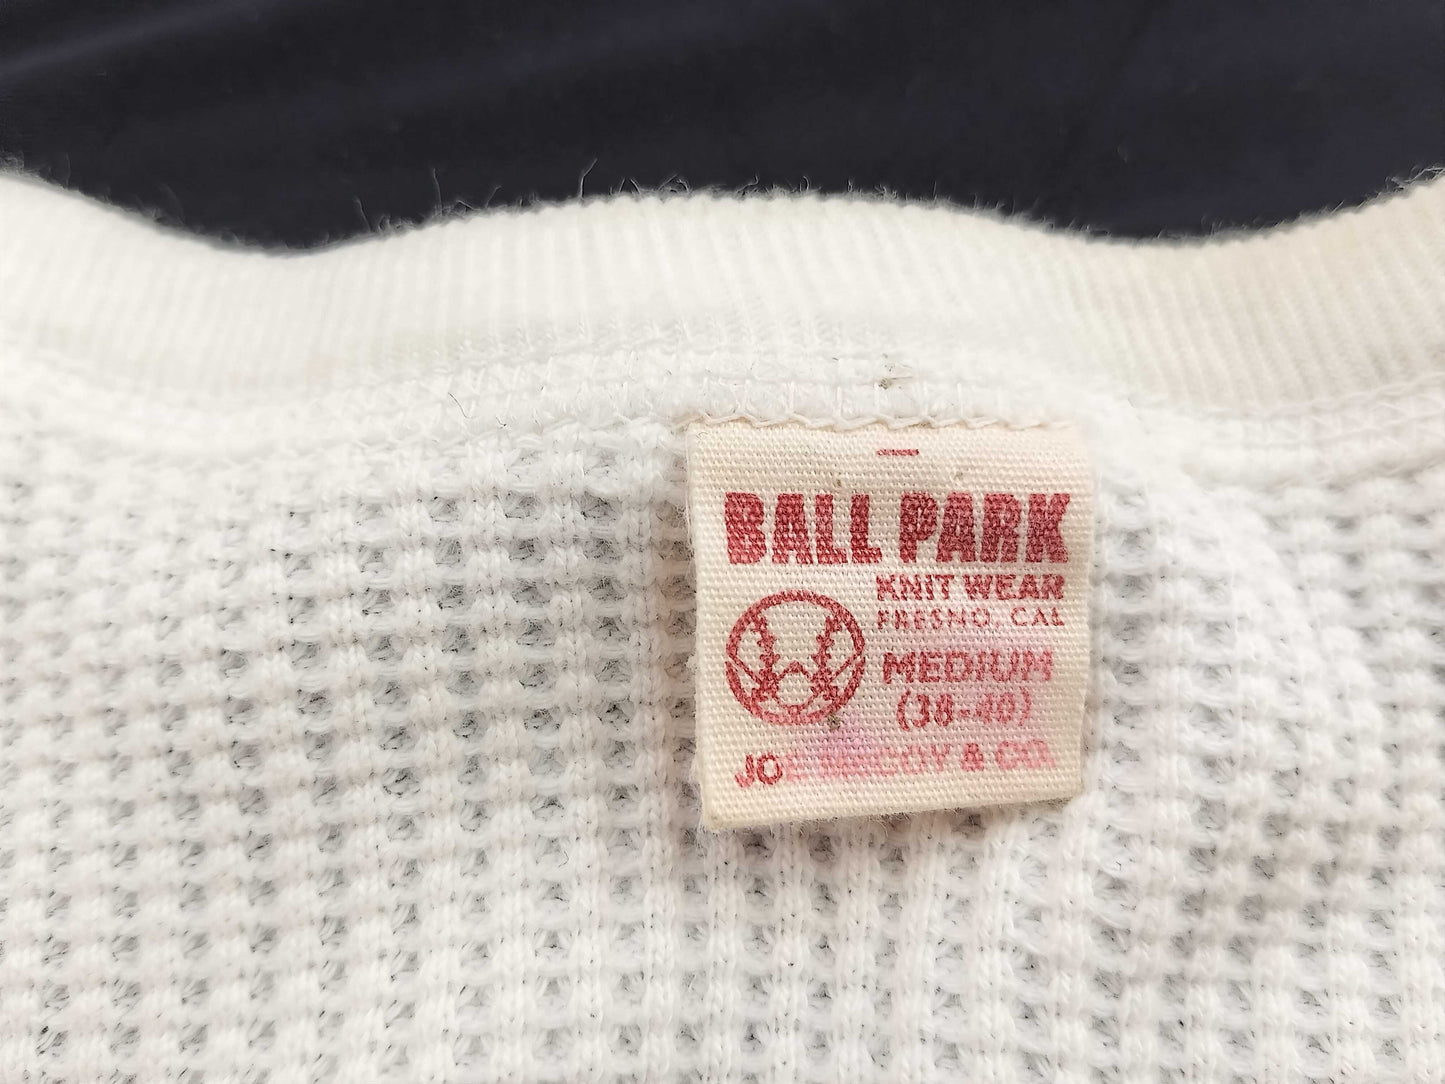 BALL PARK
KNIT WEAR
FRESNO, CAL
MEDIUM
(38-40)
& CO.